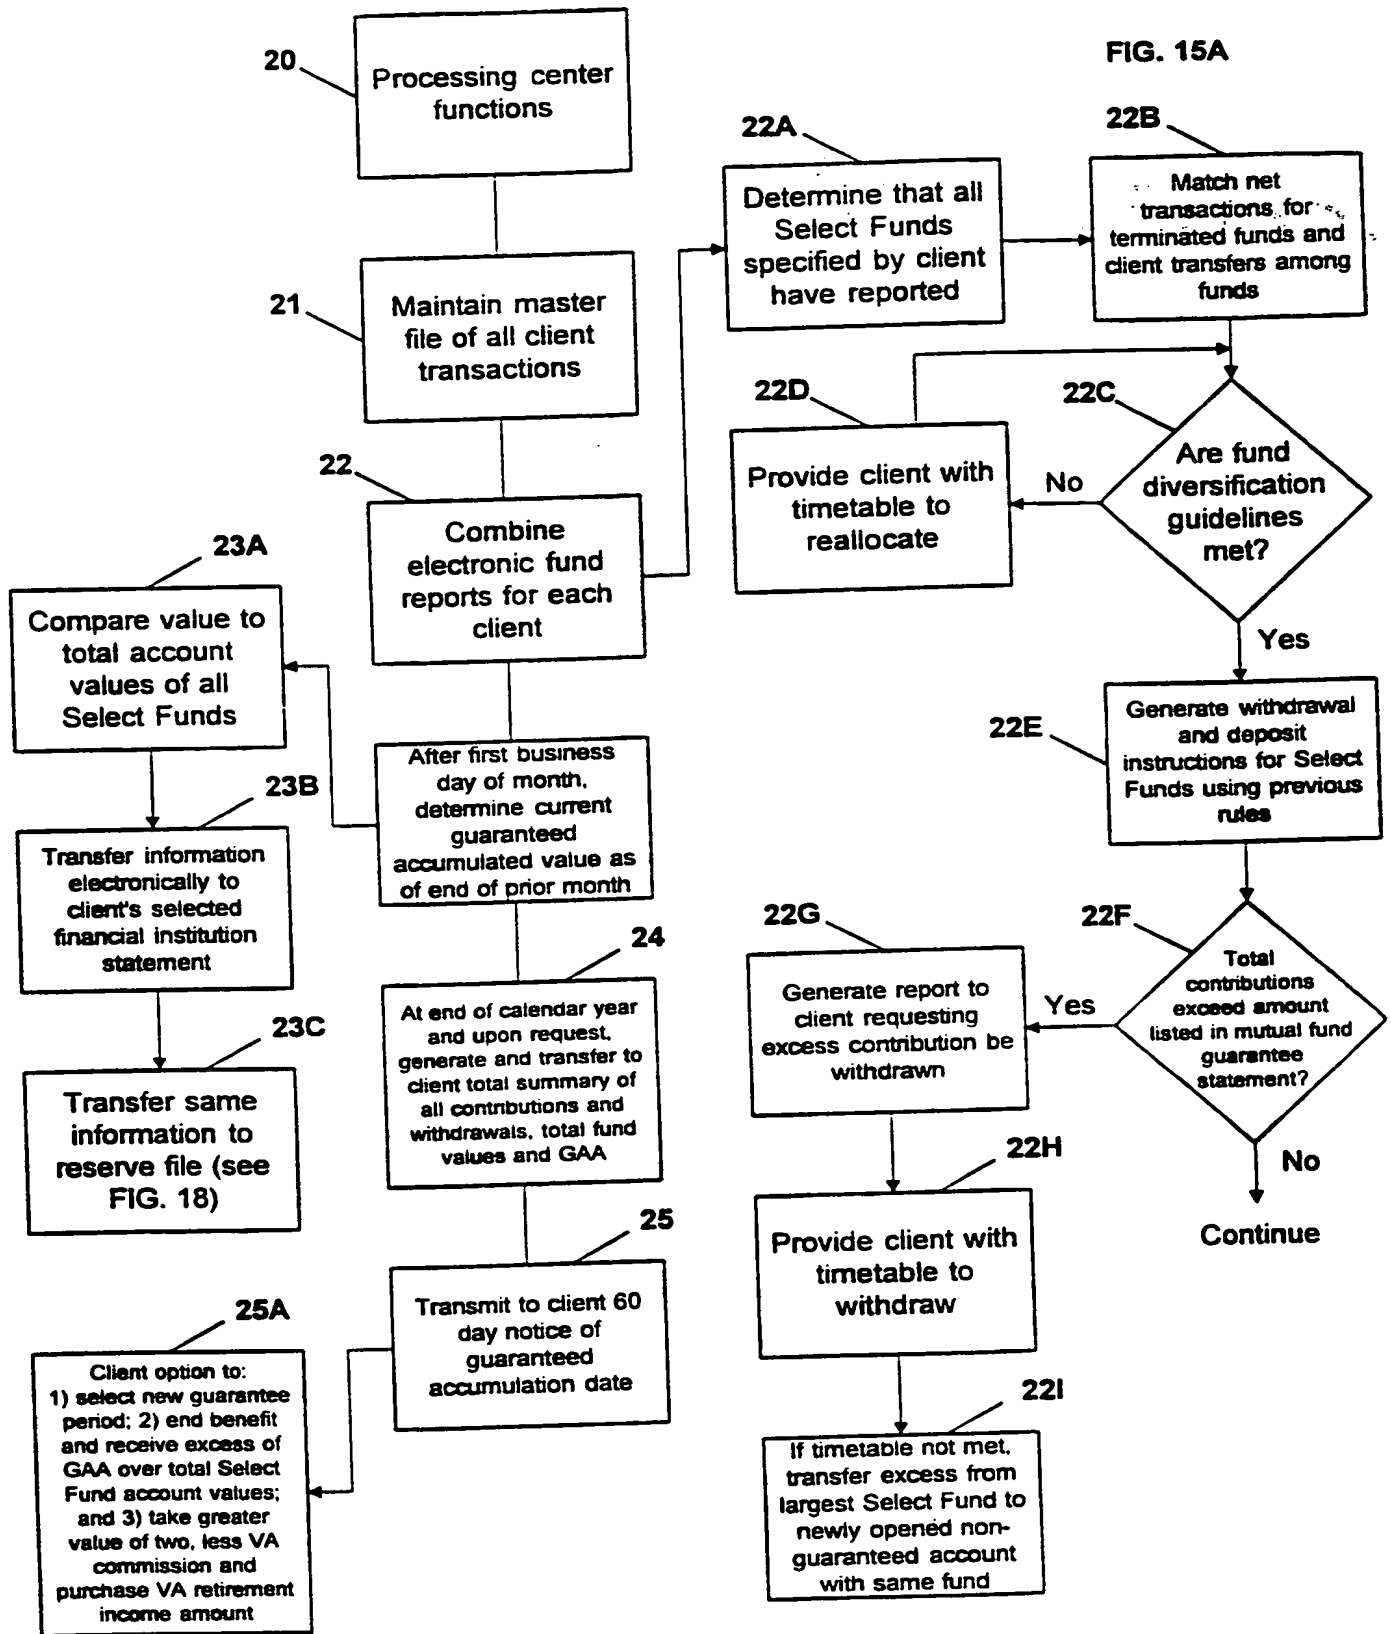 FIG. 15A
20
Processing center
functions
21
Maintain master
file of all client
transactions
22
Combine
electronic fund
reports for each
client
22A
Determine that all
Select Funds
specified by client
have reported
22B
Match net
transactions for
terminated funds and
client transfers among
funds
22C
Are fund
diversification
guidelines
met?
No
22D
Provide client with
timetable to
reallocate
Yes
22E
Generate withdrawal
and deposit
instructions for Select
Funds using previous
rules
22F
Total
contributions
exceed amount
listed in mutual fund
guarantee
statement?
No
Continue
Yes
22G
Generate report to
client requesting
excess contribution be
withdrawn
22H
Provide client with
timetable to
withdraw
22I
If timetable not met,
transfer excess from
largest Select Fund to
newly opened non-
guaranteed account
with same fund
After first business
day of month,
determine current
guaranteed
accumulated value as
of end of prior month
23A
Compare value to
total account
values of all
Select Funds
23B
Transfer information
electronically to
client's selected
financial institution
statement
23C
Transfer same
information to
reserve file (see
FIG. 18)
24
At end of calendar year
and upon request,
generate and transfer to
client total summary of
all contributions and
withdrawals, total fund
values and GAA
25
Transmit to client 60
day notice of
guaranteed
accumulation date
25A
Client option to:
1) select new guarantee
period; 2) end benefit
and receive excess of
GAA over total Select
Fund account values;
and 3) take greater
value of two, less VA
commission and
purchase VA retirement
income amount